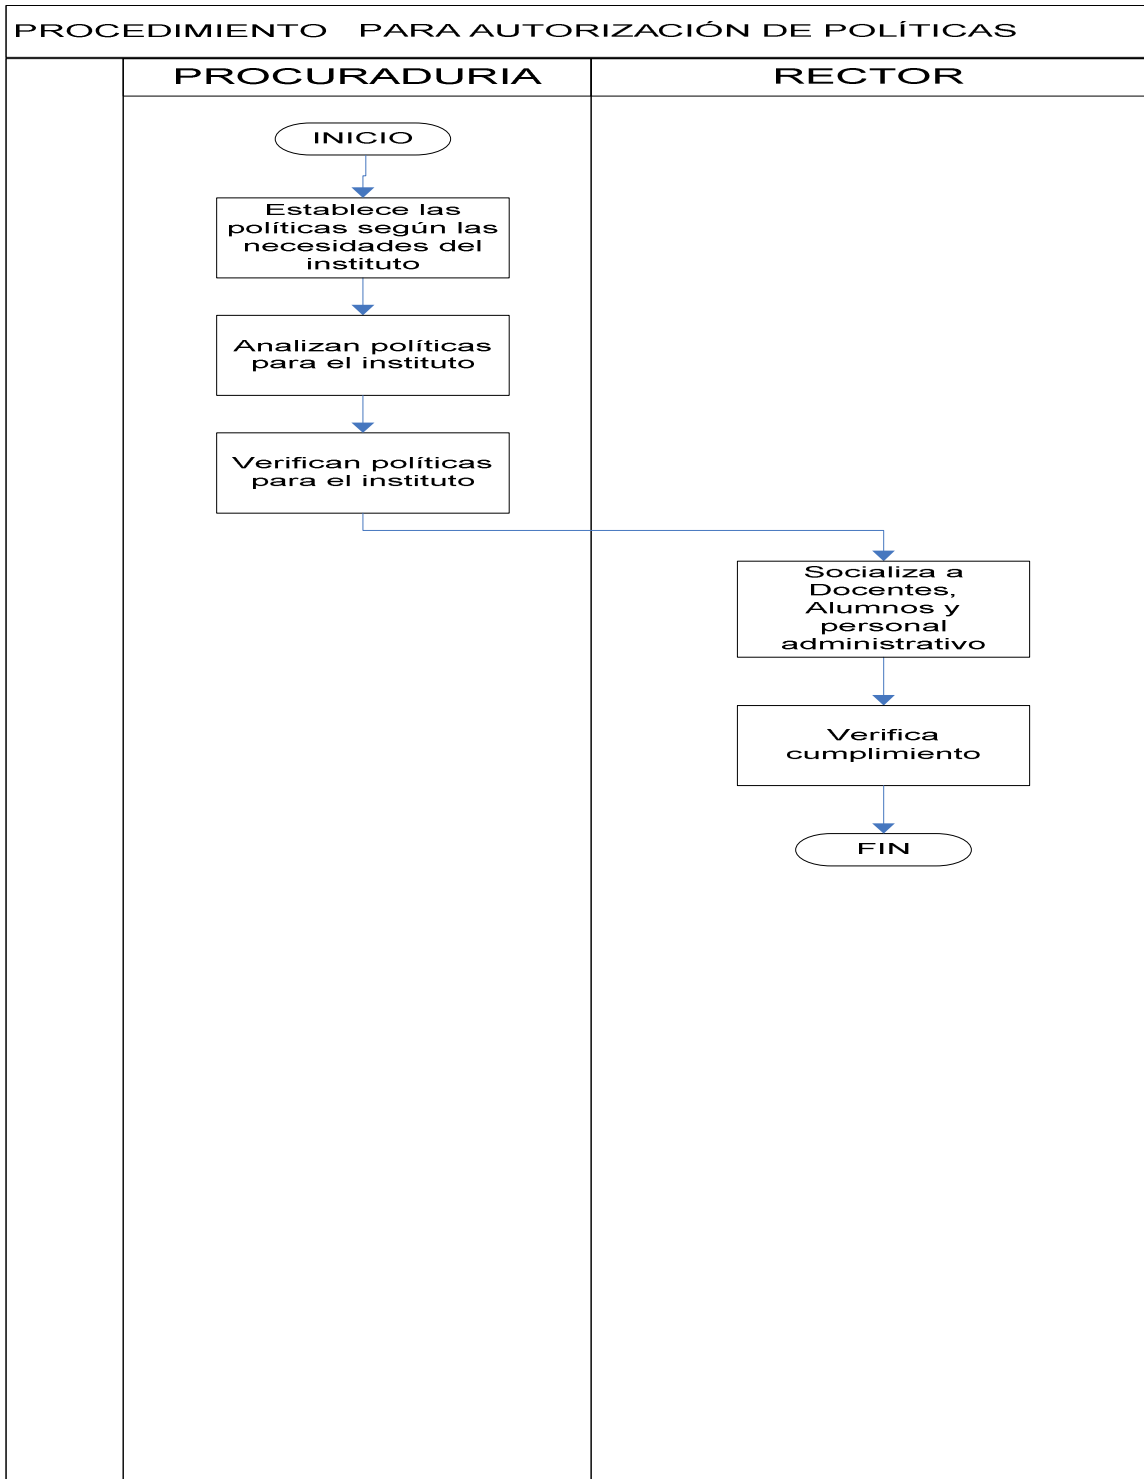 PROCEDIMIENTO PARA AUTORIZACIÓN DE POLÍTICAS
PROCURADURIA
RECTOR
INICIO
Establece las
políticas según las
necesidades del
instituto
Analizan políticas
para el instituto
Verifican políticas
para el instituto
Socializa a
Docentes,
Alumnos y
personal
administrativo
Verifica
cumplimiento
FIN